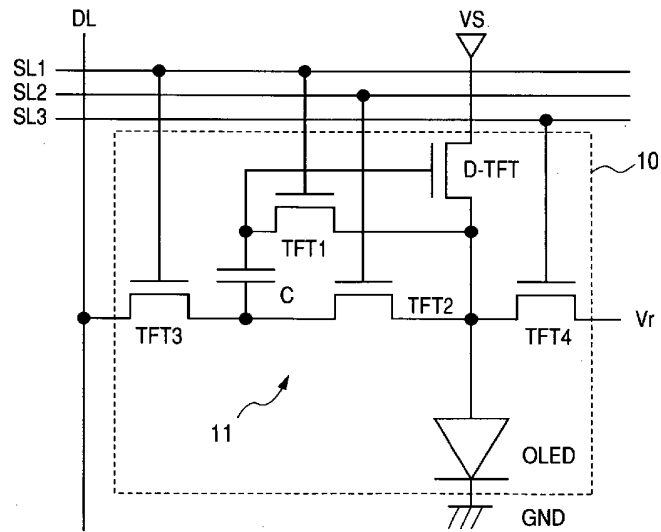 DL
VS
SL1
SL2
SL3
10
D-TFT
TFT1
C
TFT2
TFT3
TFT4
Vr
11
OLED
GND